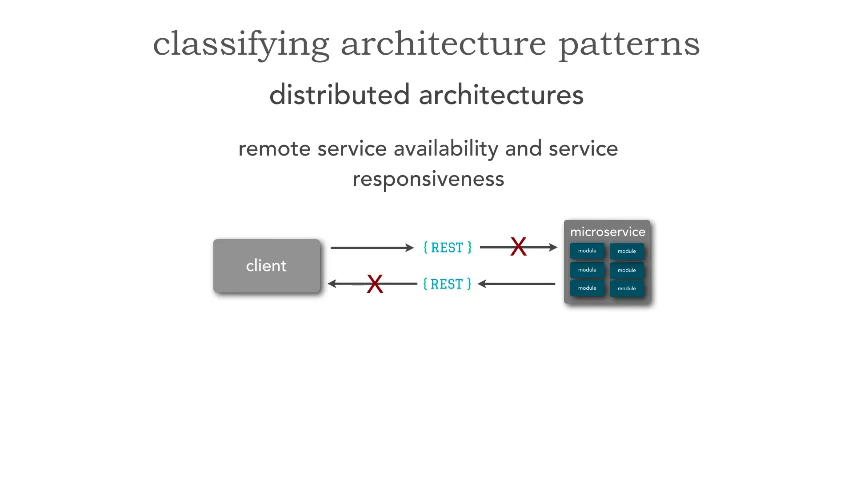 classifying architecture patterns
distributed architectures
remote service availability and service
responsiveness
client
{REST}
X
microservice
module module
module module
module module
X
{REST}